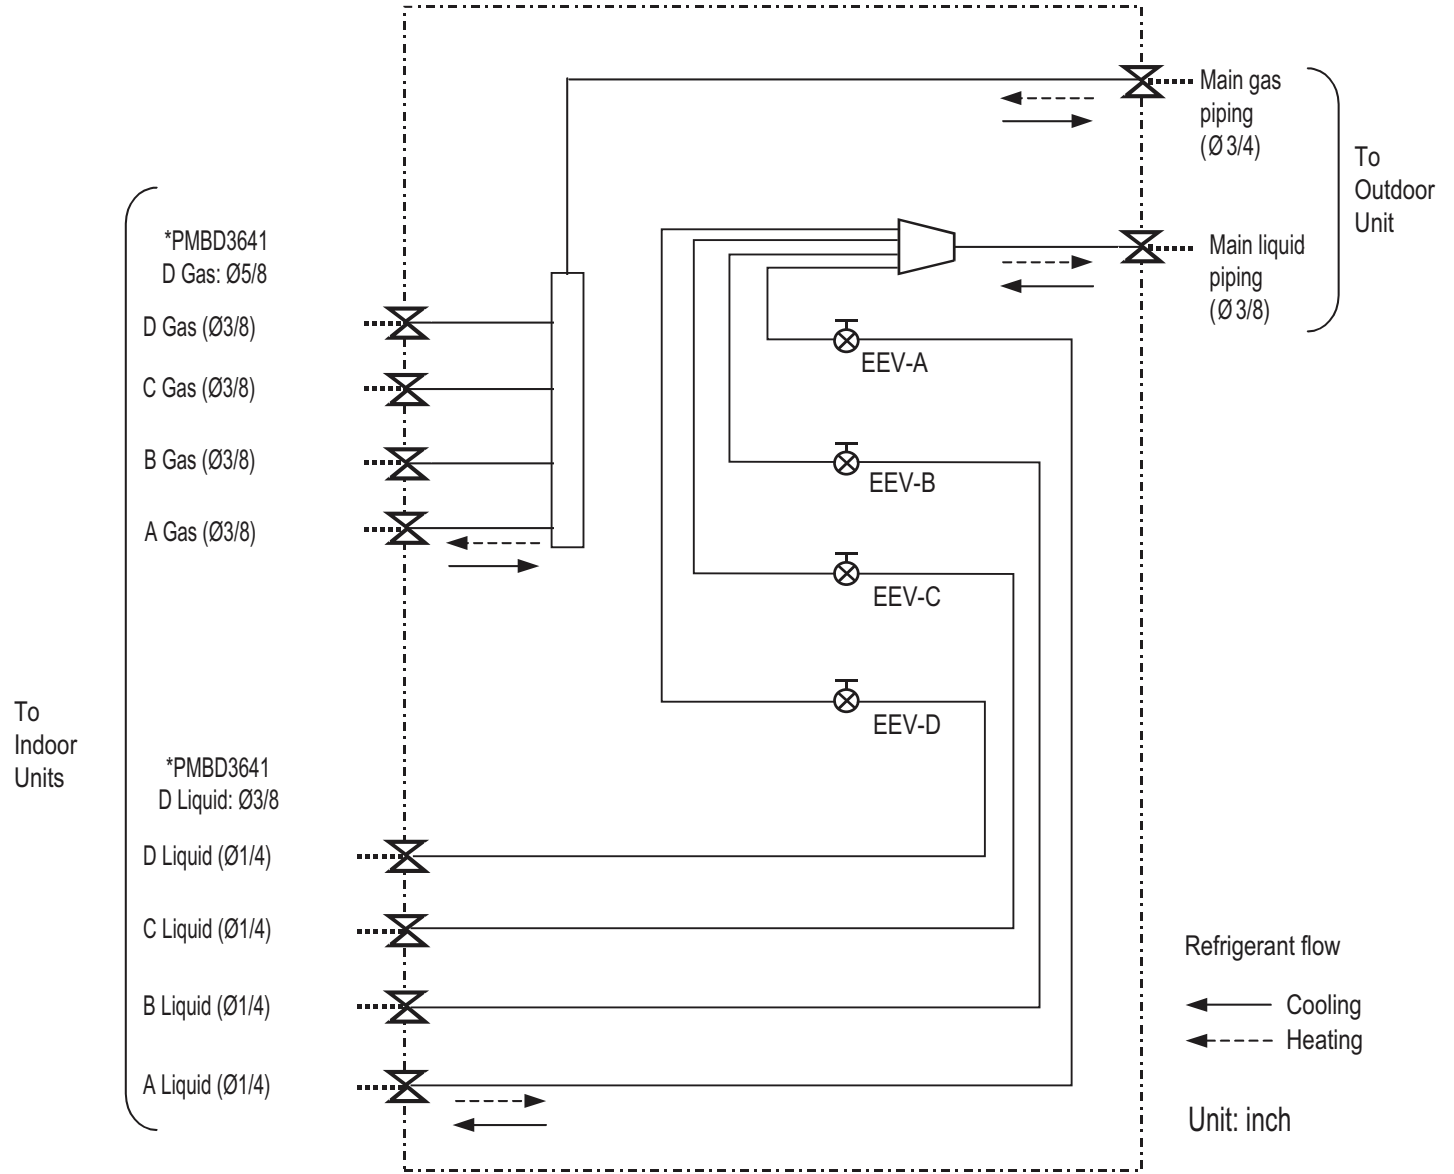 Main gas
piping
(Ø 3/4)
To
Outdoor
Unit
Main liquid
piping
(Ø 3/8)
*PMBD3641
D Gas: Ø5/8
D Gas (Ø3/8)
C Gas (Ø3/8)
B Gas (Ø3/8)
A Gas (Ø3/8)
EEV-A
EEV-B
EEV-C
EEV-D
To
Indoor
Units
*PMBD3641
D Liquid: Ø3/8
D Liquid (Ø1/4)
C Liquid (Ø1/4)
B Liquid (Ø1/4)
A Liquid (Ø1/4)
Refrigerant flow
Cooling
Heating
Unit: inch